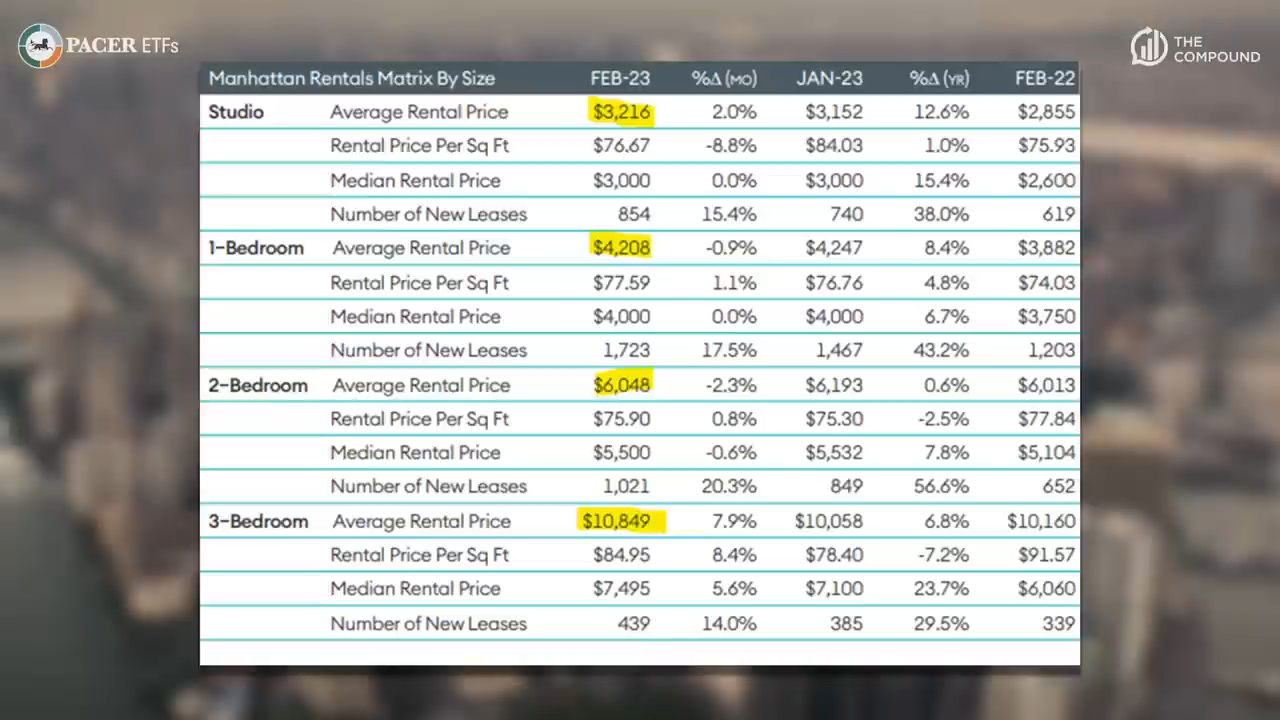 PACER ETFs
THE
COMPOUND
Manhattan Rentals Matrix By Size FEB-23 %Δ (MO) JAN-23 %Δ (YR) FEB-22
Studio Average Rental Price $3,216 2.0% $3,152 12.6% $2,855
Rental Price Per Sq Ft $76.67 -8.8% $84.03 1.0% $75.93
Median Rental Price $3,000 0.0% $3,000 15.4% $2,600
Number of New Leases 854 15.4% 740 38.0% 619
1-Bedroom Average Rental Price $4,208 -0.9% $4,247 8.4% $3,882
Rental Price Per Sq Ft $77.59 1.1% $76.76 4.8% $74.03
Median Rental Price $4,000 0.0% $4,000 6.7% $3,750
Number of New Leases 1,723 17.5% 1,467 43.2% 1,203
2-Bedroom Average Rental Price $6,048 -2.3% $6,193 0.6% $6,013
Rental Price Per Sq Ft $75.90 0.8% $75.30 -2.5% $77.84
Median Rental Price $5,500 -0.6% $5,532 7.8% $5,104
Number of New Leases 1,021 20.3% 849 56.6% 652
3-Bedroom Average Rental Price $10,849 7.9% $10,058 6.8% $10,160
Rental Price Per Sq Ft $84.95 8.4% $78.40 -7.2% $91.57
Median Rental Price $7,495 5.6% $7,100 23.7% $6,060
Number of New Leases 439 14.0% 385 29.5% 339